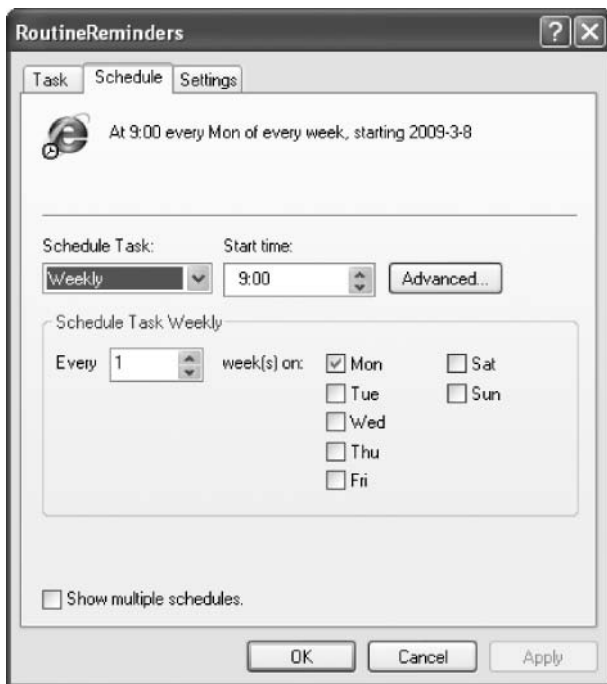 RoutineReminders
Task Schedule Settings
At 9:00 every Mon of every week, starting 2009-3-8
Schedule Task: Start time:
Weekly 9:00 Advanced...
Schedule Task Weekly
Every 1 week(s) on: Mon Sat
Tue Sun
Wed
Thu
Fri
Show multiple schedules.
OK Cancel Apply